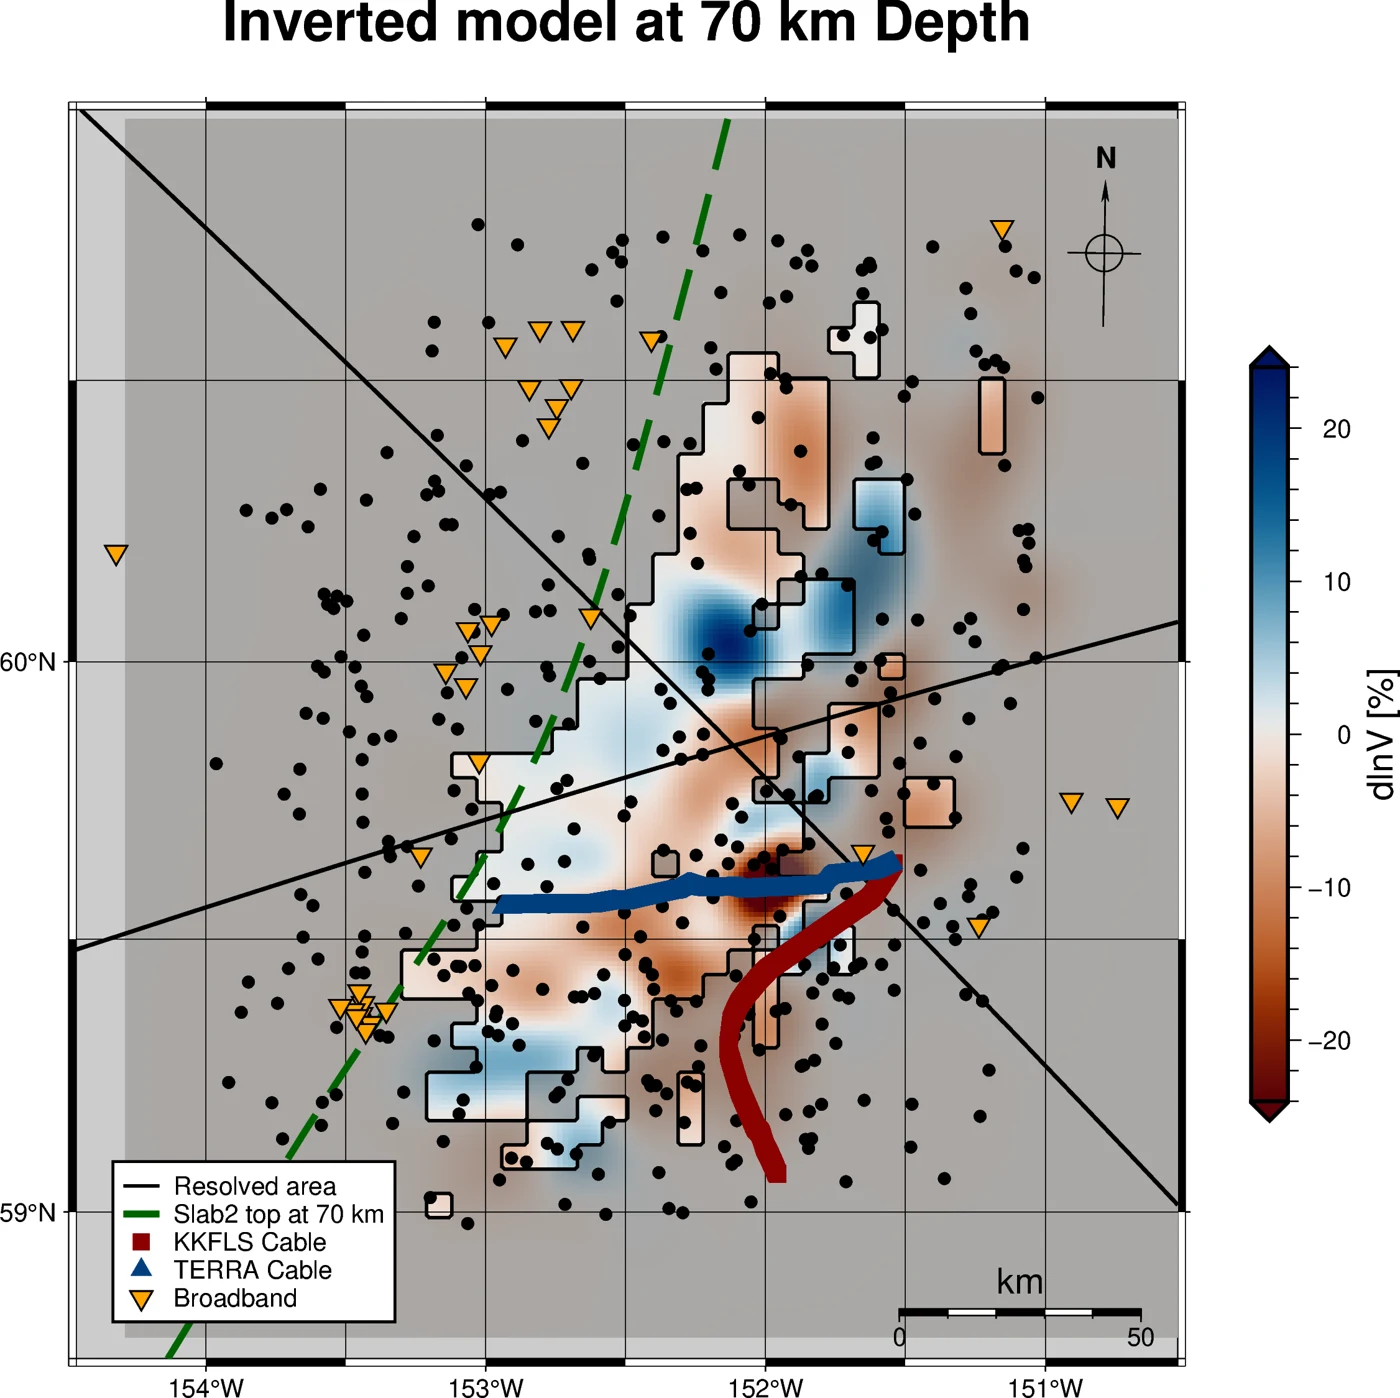 Inverted model at 70 km Depth
N
20
10
0
−10
−20
dlnV [%]
60°N
59°N
Resolved area
Slab2 top at 70 km
KKFLS Cable
TERRA Cable
Broadband
km
0 50
154°W 153°W 152°W 151°W